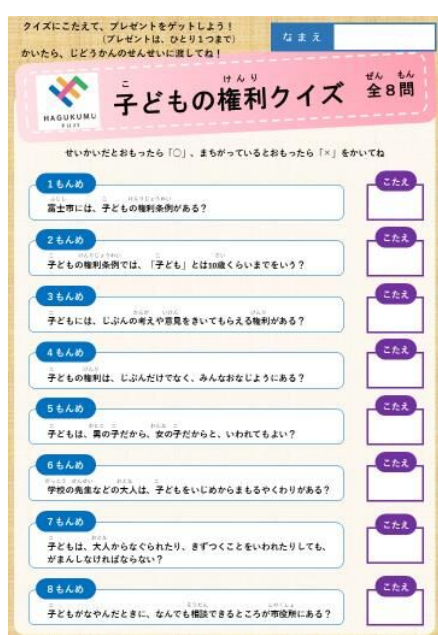 クイズにこたえて、プレゼントをゲットしよう！
（プレゼントは、ひとり１つまで）
かいたら、じどうかんのせんせいに渡してね！
なまえ
HAGUKUMU
FUJI
子どもの権利クイズ
こ けんり
全８問
ぜん もん
せいかいだとおもったら「○」、まちがっているとおもったら「×」をかいてね
１もんめ
こたえ
富士市には、子どもの権利条例がある？
２もんめ
こたえ
子どもの権利条例では、「子ども」とは10歳くらいまでをいう？
３もんめ
こたえ
子どもには、じぶんの考えや意見をきいてもらえる権利がある？
４もんめ
こたえ
子どもの権利は、じぶんだけでなく、みんなおなじようにある？
５もんめ
こたえ
子どもは、男の子だから、女の子だからと、いわれてもよい？
６もんめ
こたえ
学校の先生などの大人は、子どもをいじめからまもるやくわりがある？
７もんめ
こたえ
子どもは、大人からなぐられたり、きずつくことをいわれたりしても、
がまんしなければならない？
８もんめ
こたえ
子どもがなやんだときに、なんでも相談できるところが市役所にある？